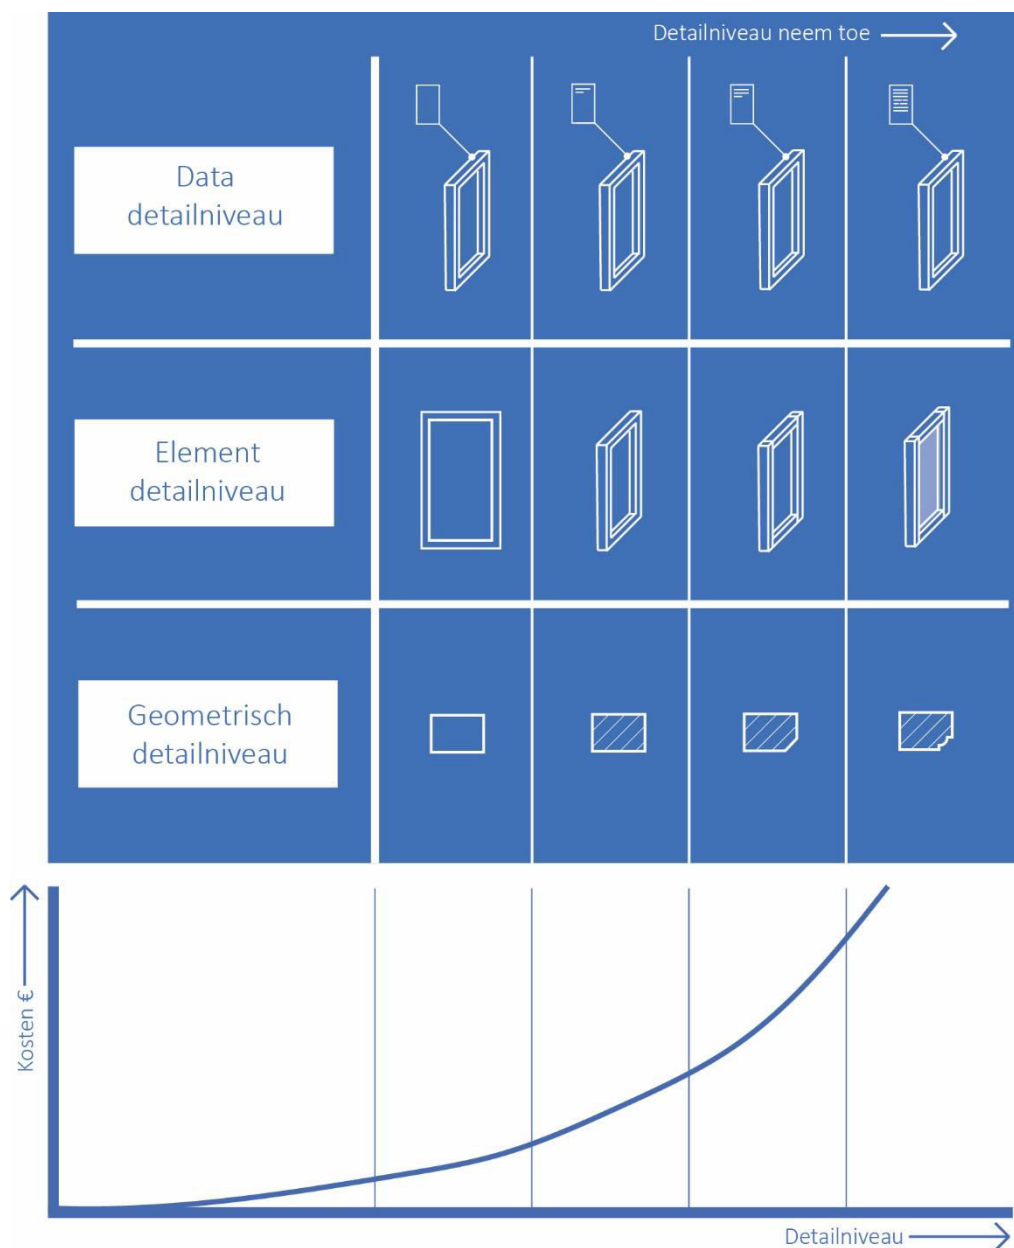 Detailniveau neem toe
Data
detailniveau
Element
detailniveau
Geometrisch
detailniveau
Kosten €
Detailniveau